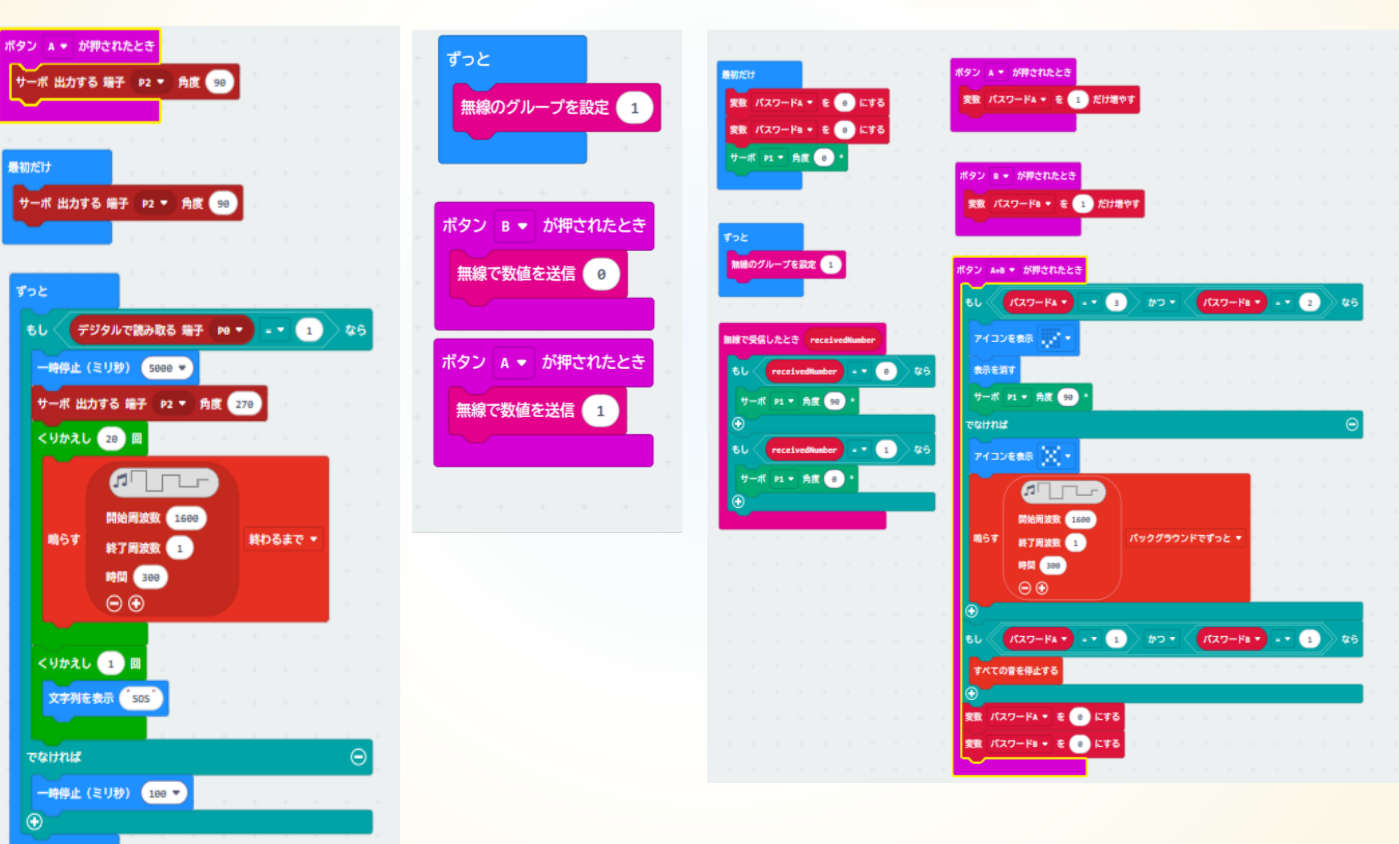 ボタン A ▼ が押されたとき
サーボ 出力する 端子 P2 ▼ 角度 90
最初だけ
サーボ 出力する 端子 P2 ▼ 角度 90
ずっと
もし デジタルで読み取る 端子 P0 ▼ = ▼ 1 なら
一時停止 (ミリ秒) 5000 ▼
サーボ 出力する 端子 P2 ▼ 角度 270
くりかえし 20 回
鳴らす
開始周波数 1600
終了周波数 1
時間 300
終わるまで ▼
くりかえし 1 回
文字列を表示 "SOS"
でなければ
一時停止 (ミリ秒) 100 ▼
ずっと
無線のグループを設定 1
ボタン B ▼ が押されたとき
無線で数値を送信 0
ボタン A ▼ が押されたとき
無線で数値を送信 1
最初だけ
変数 パスワードA ▼ を 0 にする
変数 パスワードB ▼ を 0 にする
サーボ P1 ▼ 角度 0 °
ずっと
無線のグループを設定 1
無線で受信したとき receivedNumber
もし receivedNumber = ▼ 0 なら
サーボ P1 ▼ 角度 90 °
もし receivedNumber = ▼ 1 なら
サーボ P1 ▼ 角度 0 °
ボタン A ▼ が押されたとき
変数 パスワードA ▼ を 1 だけ増やす
ボタン B ▼ が押されたとき
変数 パスワードB ▼ を 1 だけ増やす
ボタン A+B ▼ が押されたとき
もし パスワードA ▼ = ▼ 3 かつ ▼ パスワードB ▼ = ▼ 2 なら
アイコンを表示
表示を消す
サーボ P1 ▼ 角度 90 °
でなければ
アイコンを表示
鳴らす
開始周波数 1600
終了周波数 1
時間 300
バックグラウンドでずっと ▼
もし パスワードA ▼ = ▼ 1 かつ ▼ パスワードB ▼ = ▼ 1 なら
すべての音を停止する
変数 パスワードA ▼ を 0 にする
変数 パスワードB ▼ を 0 にする